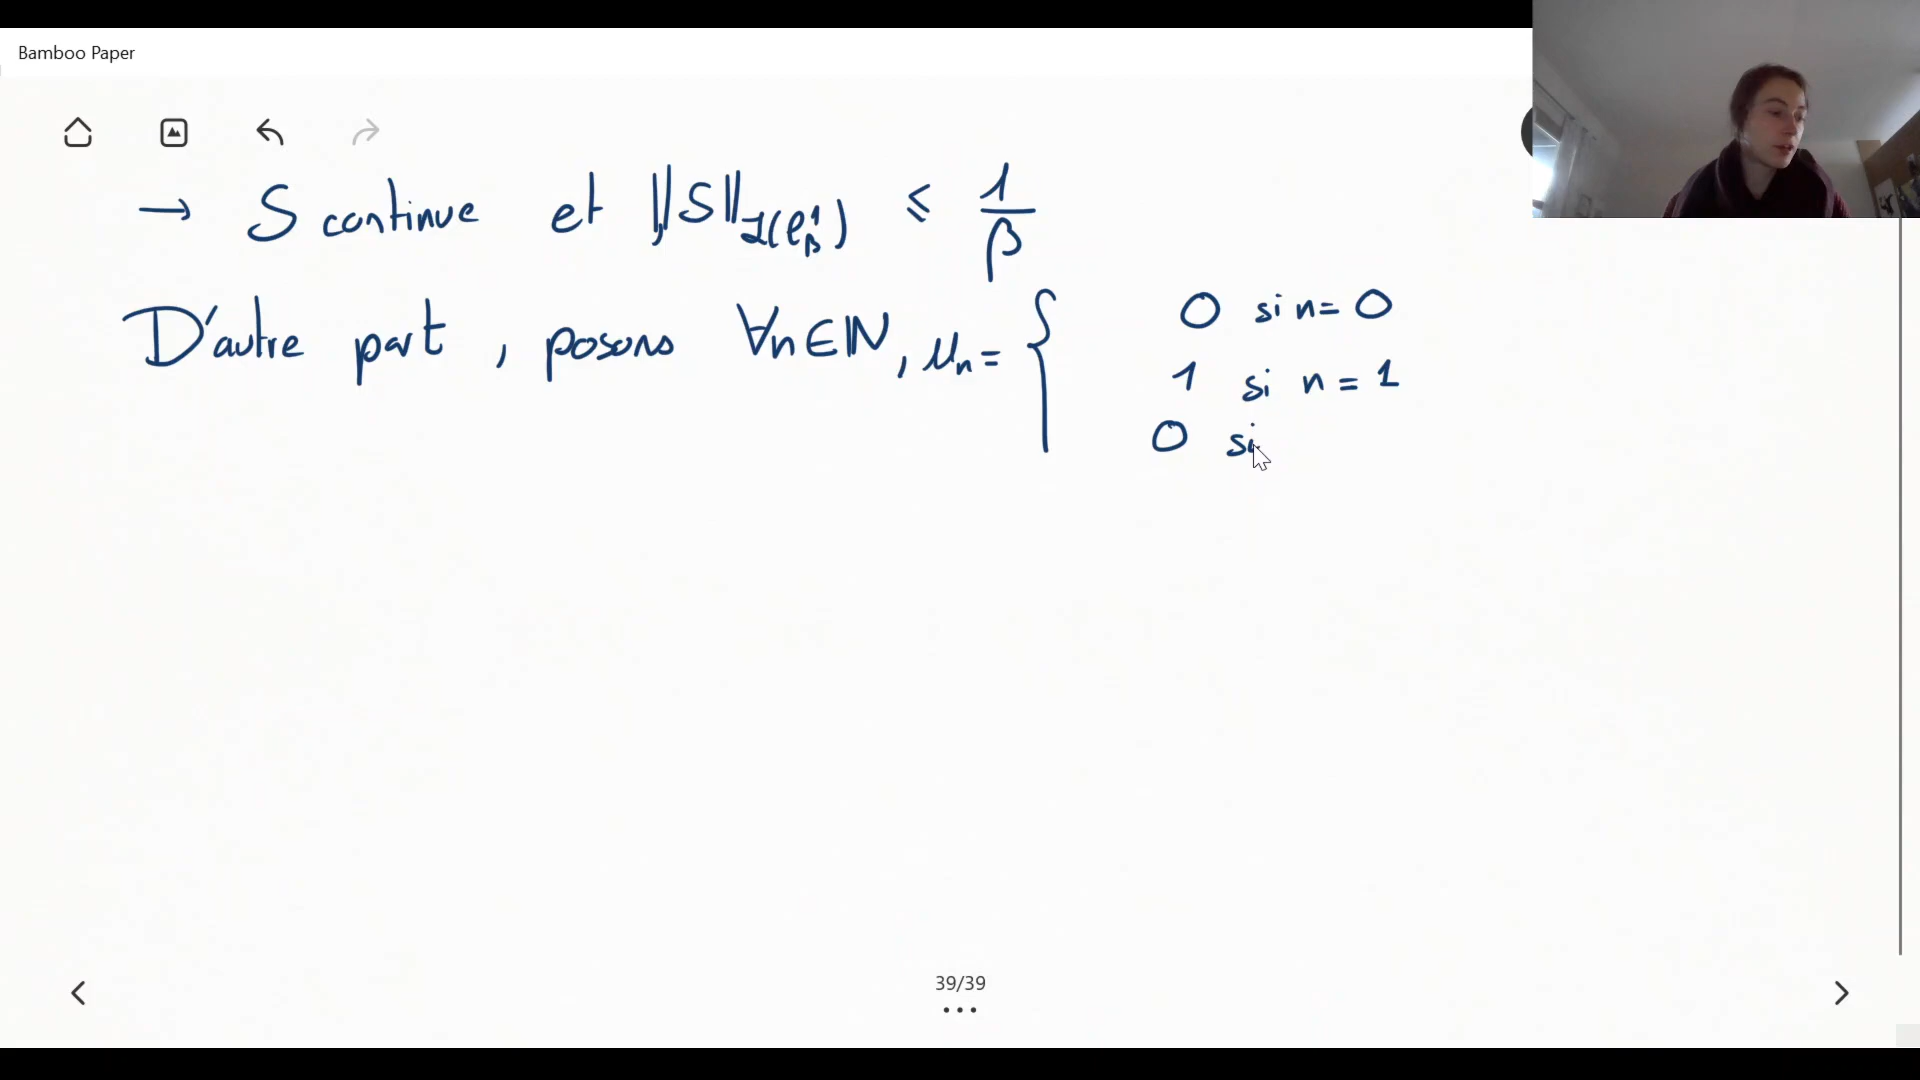 Bamboo Paper
→ S continue et |||S|||_{ℒ(ℓ^1_β)} ≤ 1/β
D'autre part, posons ∀n∈ℕ, u_n = { 0 si n=0
1 si n=1
0 si
39/39